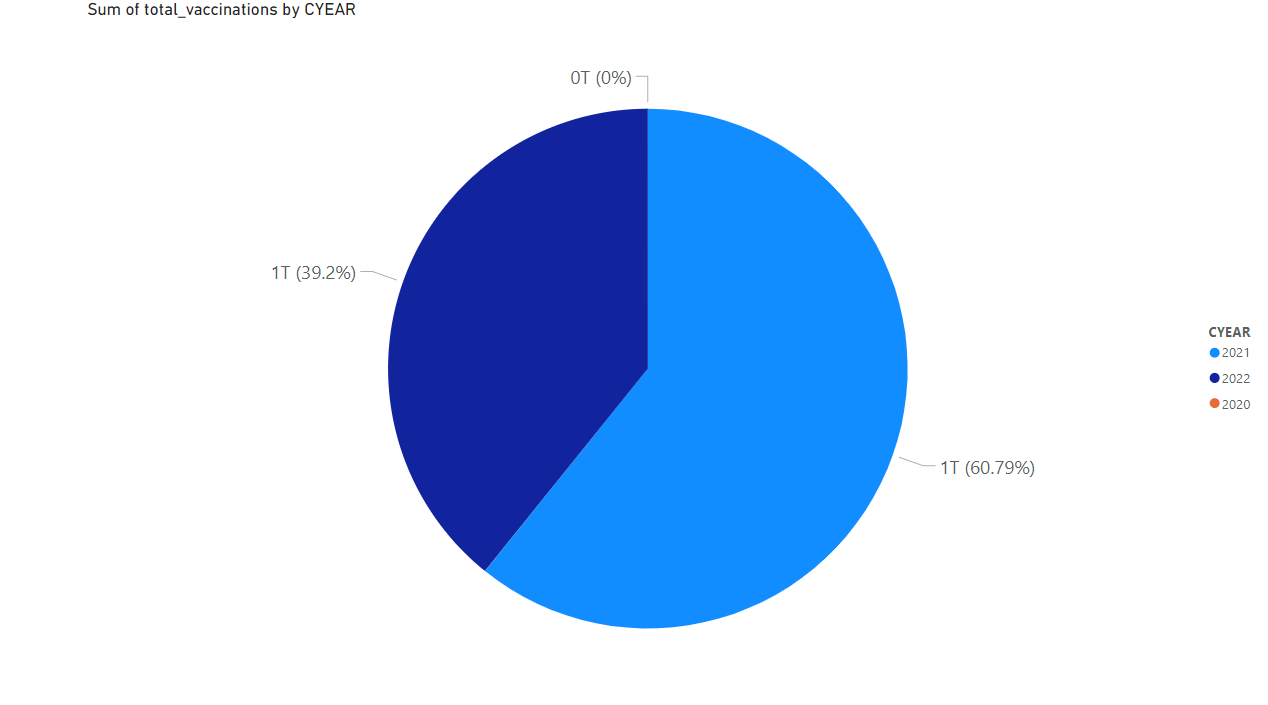 Sum of total_vaccinations by CYEAR
0T (0%)
1T (39.2%)
1T (60.79%)
CYEAR
2021
2022
2020